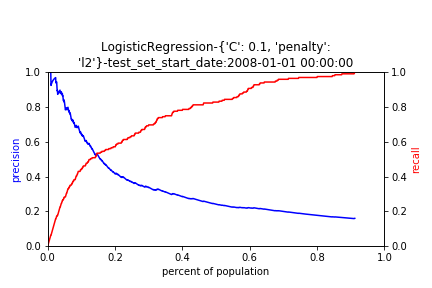 LogisticRegression-{'C': 0.1, 'penalty':
'l2'}-test_set_start_date:2008-01-01 00:00:00
1.0
0.8
0.6
0.4
0.2
0.0
precision
1.0
0.8
0.6
0.4
0.2
0.0
recall
0.0 0.2 0.4 0.6 0.8 1.0
percent of population